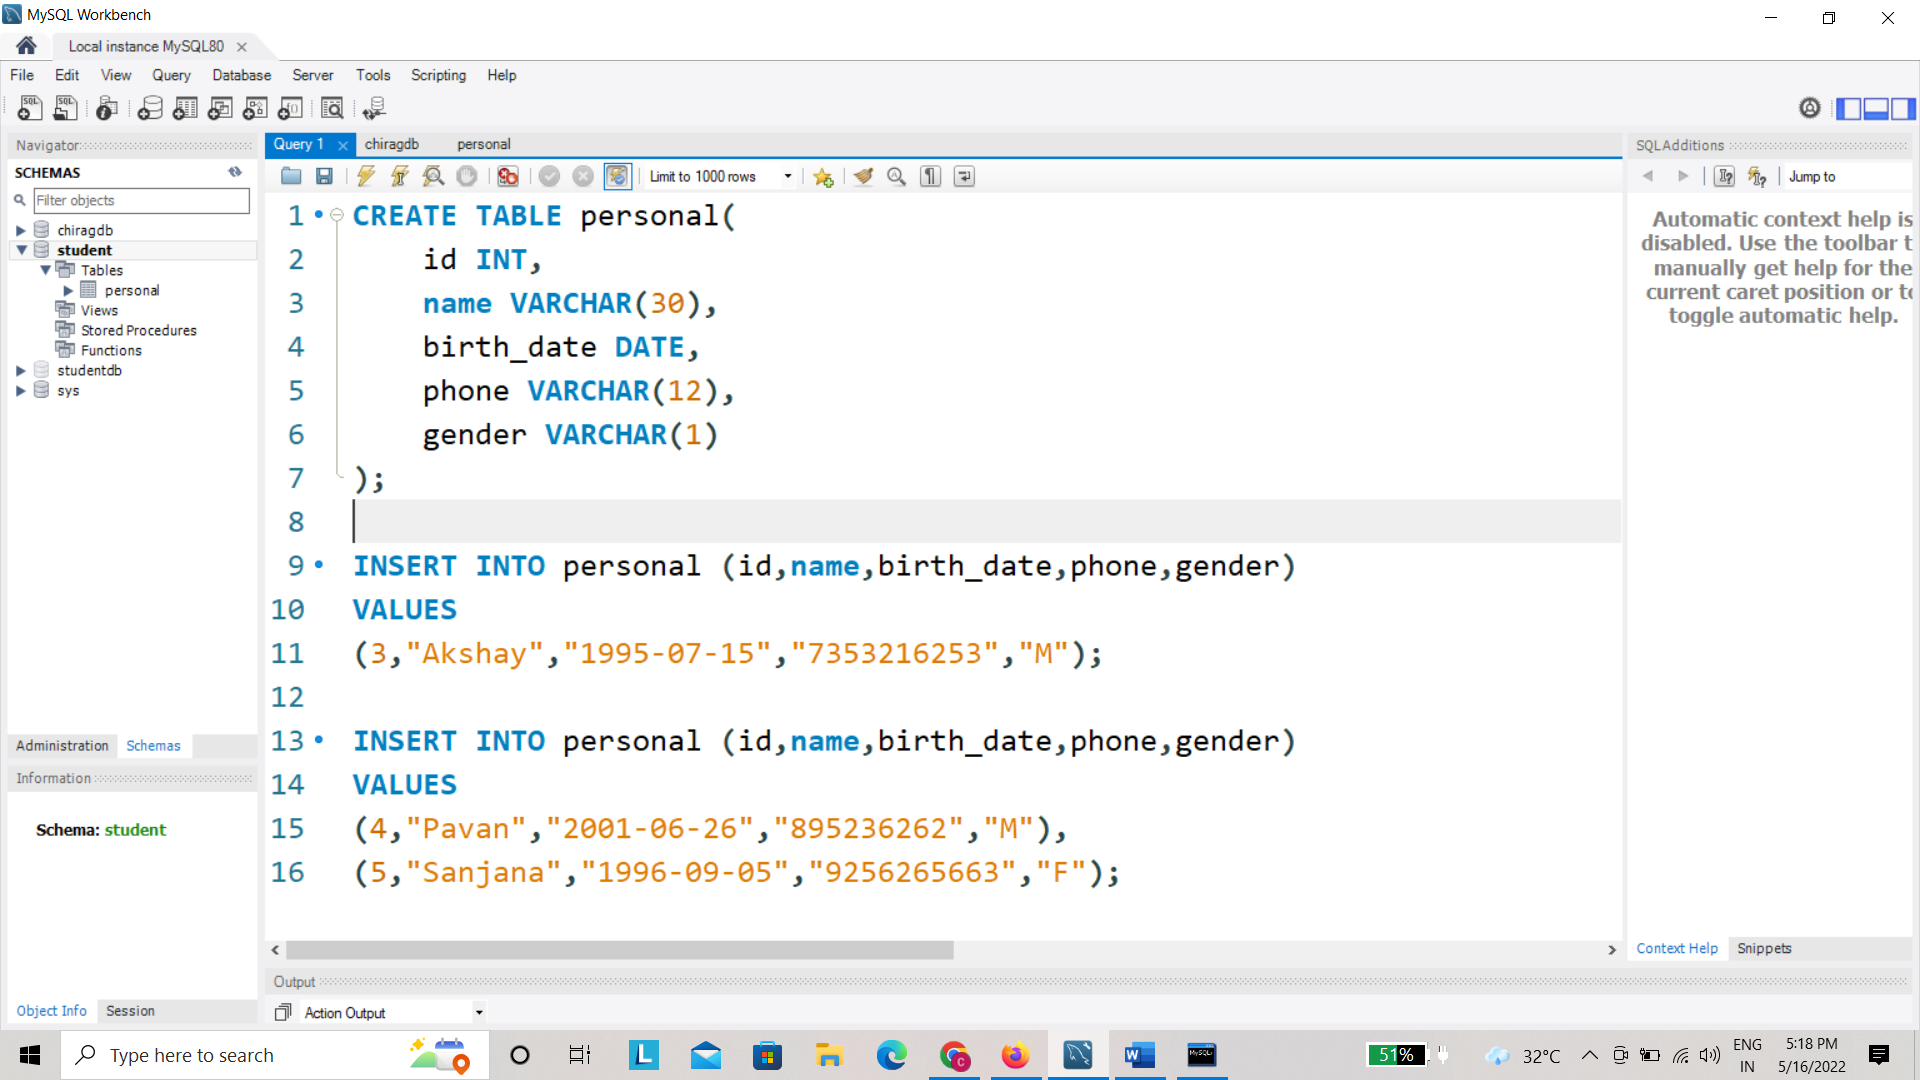 MySQL Workbench
Local instance MySQL80
File Edit View Query Database Server Tools Scripting Help
Navigator
SCHEMAS
Filter objects
chiragdb
student
Tables
personal
Views
Stored Procedures
Functions
studentdb
sys
Administration Schemas
Information
Schema: student
Object Info Session
Query 1 chiragdb personal
Limit to 1000 rows
1 CREATE TABLE personal(
2 id INT,
3 name VARCHAR(30),
4 birth_date DATE,
5 phone VARCHAR(12),
6 gender VARCHAR(1)
7 );
8
9 INSERT INTO personal (id,name,birth_date,phone,gender)
10 VALUES
11 (3,"Akshay","1995-07-15","7353216253","M");
12
13 INSERT INTO personal (id,name,birth_date,phone,gender)
14 VALUES
15 (4,"Pavan","2001-06-26","895236262","M"),
16 (5,"Sanjana","1996-09-05","9256265663","F");
Output
Action Output
SQLAdditions
Jump to
Automatic context help is
disabled. Use the toolbar t
manually get help for the
current caret position or to
toggle automatic help.
Context Help Snippets
Type here to search
51%
32°C
ENG
IN
5:18 PM
5/16/2022